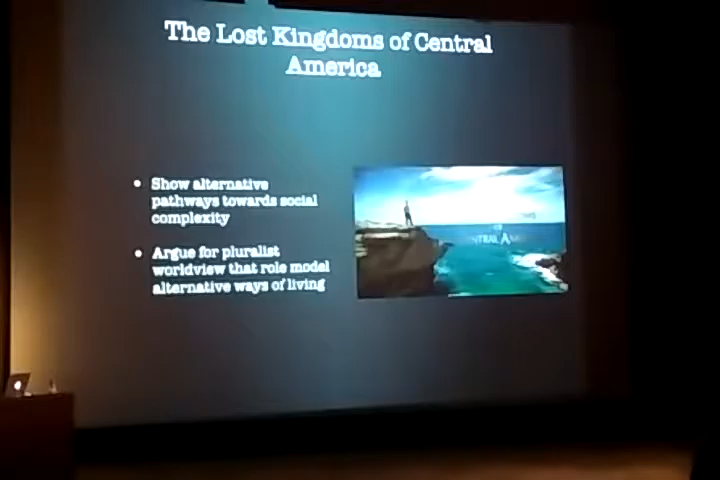 The Lost Kingdoms of Central
America
• Show alternative
pathways towards social
complexity
• Argue for pluralist
worldview that role model
alternative ways of living
OF